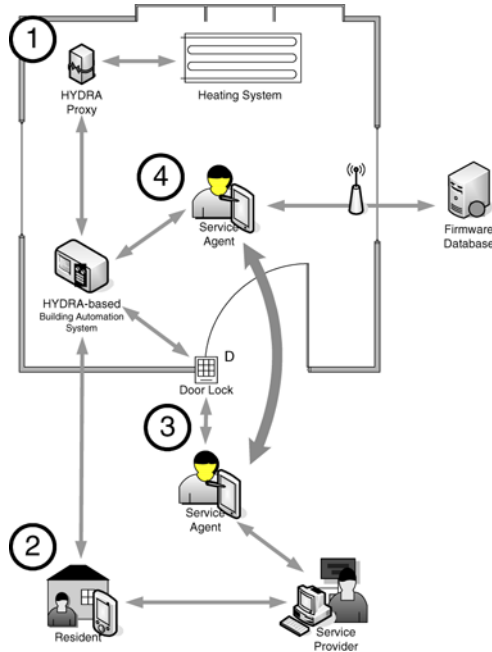 1
HYDRA
Proxy
Heating System
4
Service
Agent
Firmware
Database
HYDRA-based
Building Automation
System
D
Door Lock
3
Service
Agent
2
Resident
Service
Provider